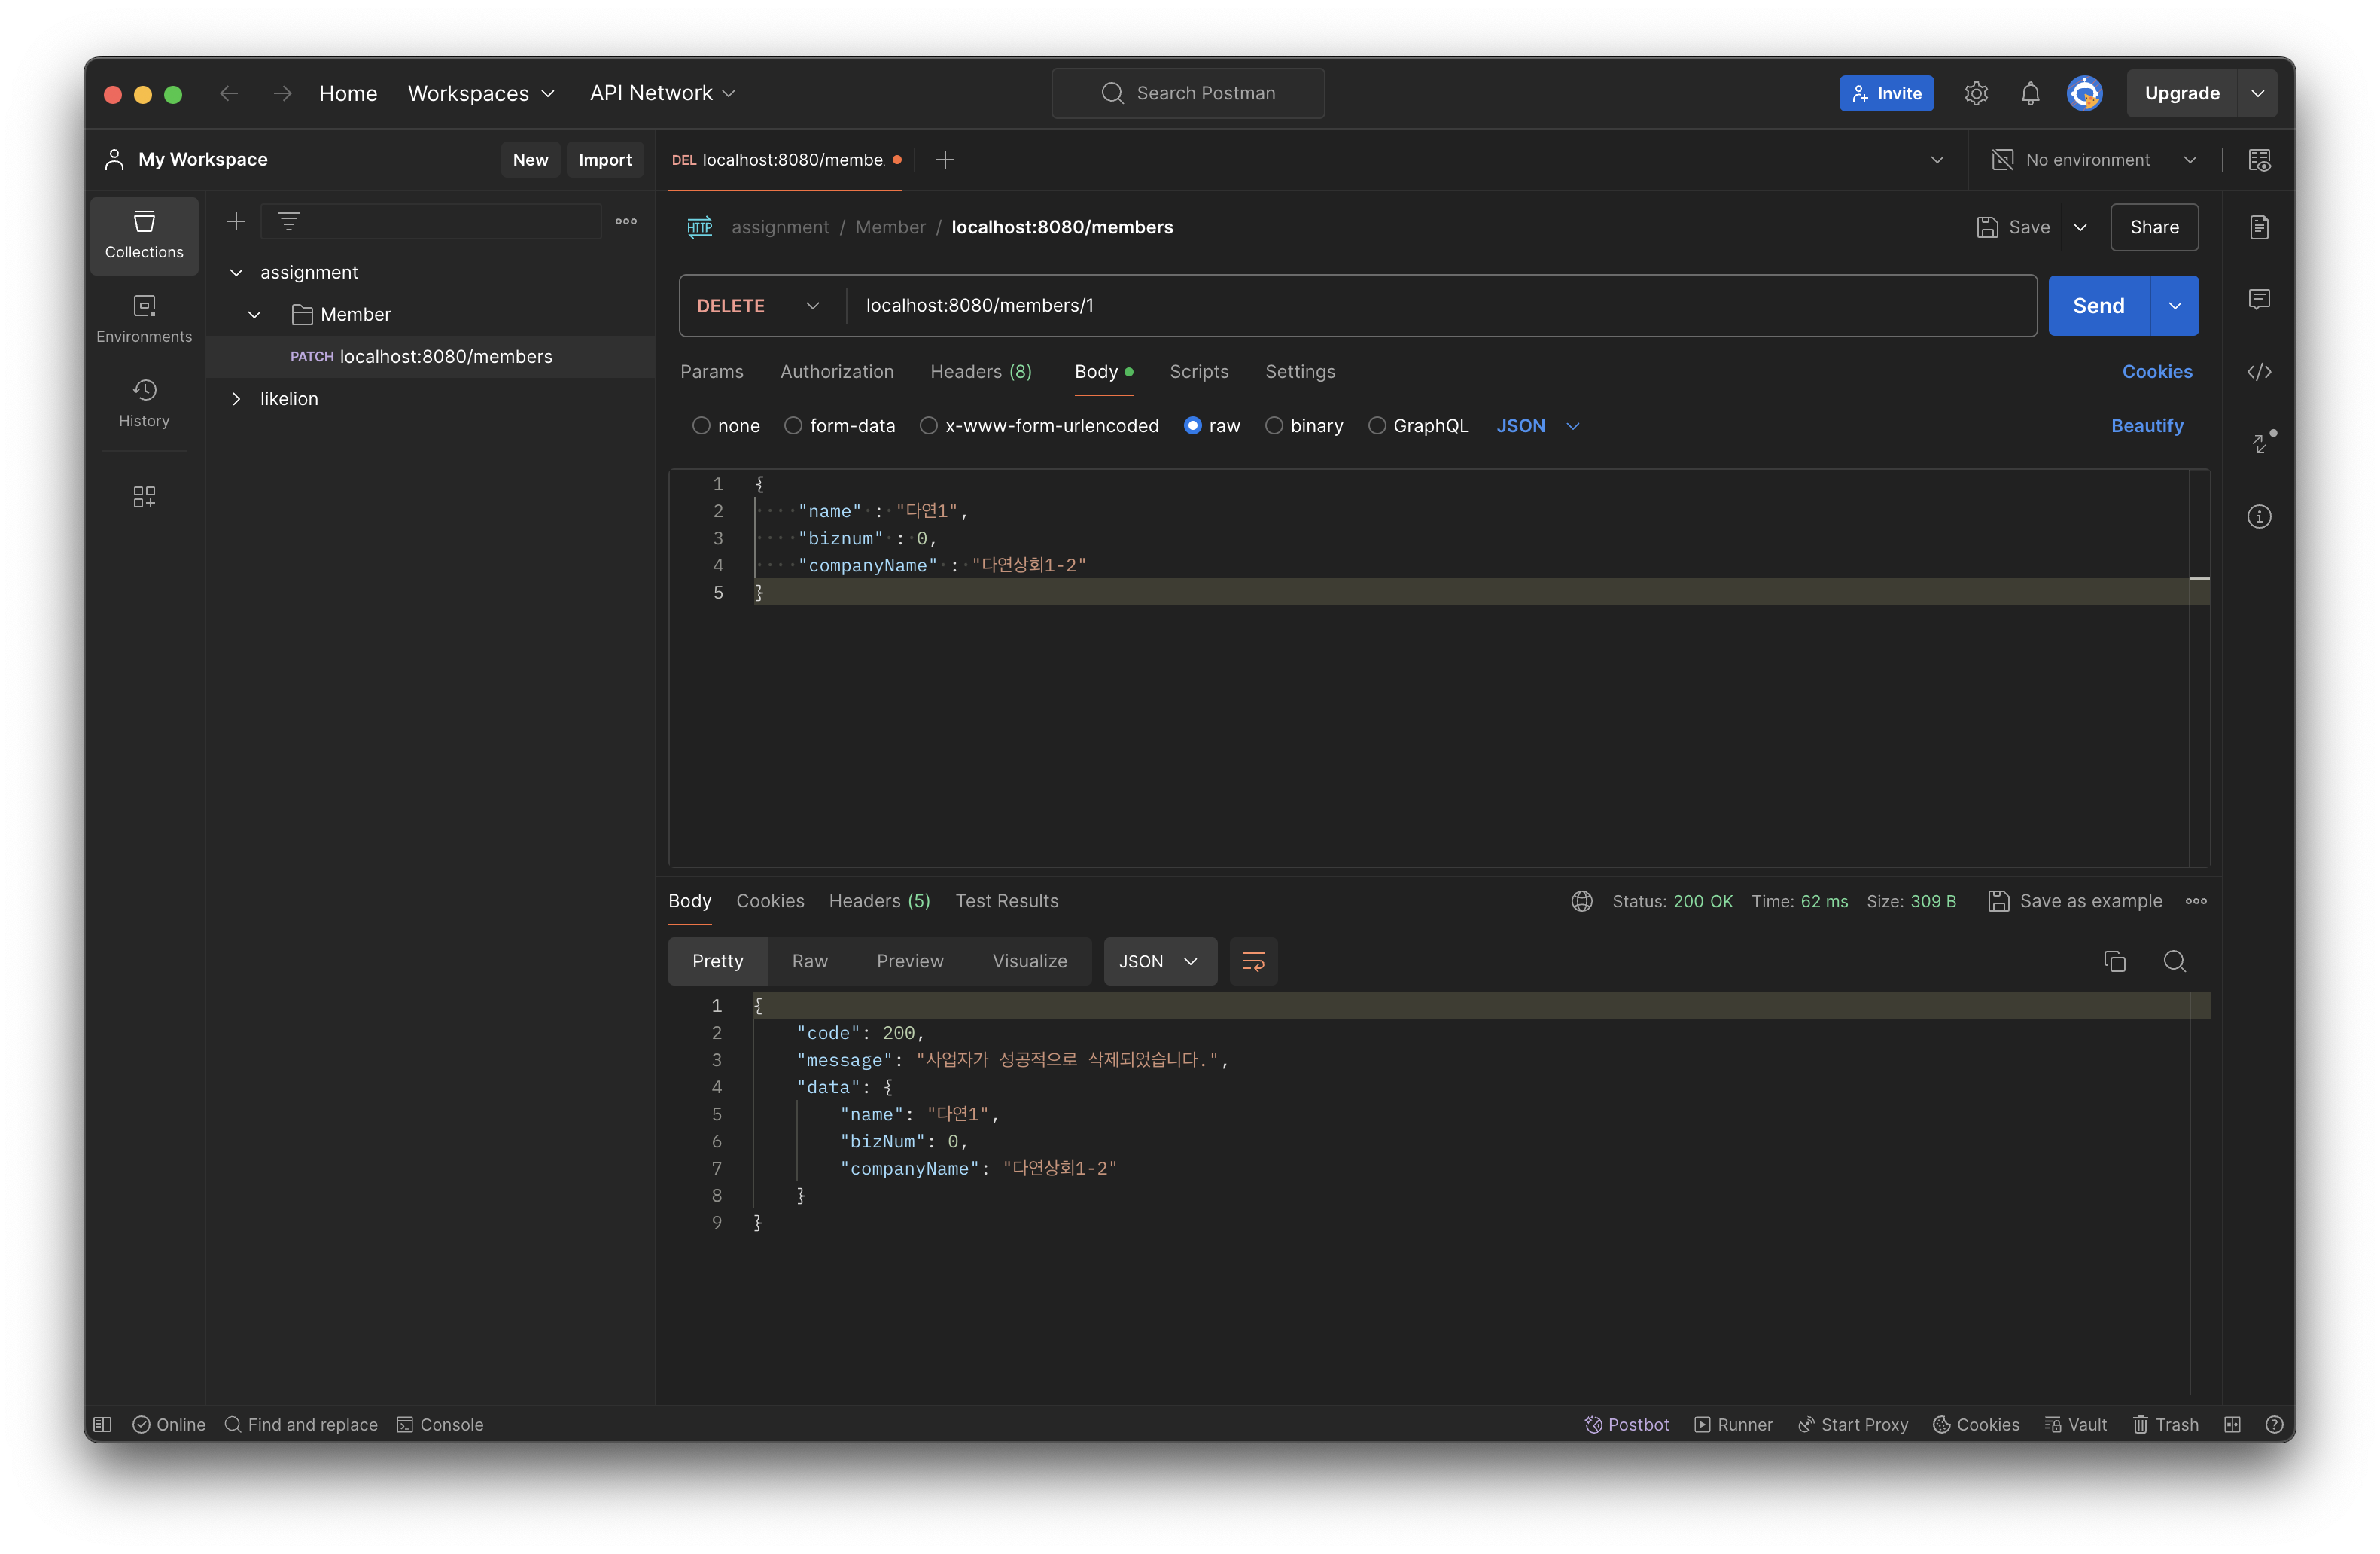 Home
Workspaces
API Network
Search Postman
Invite
Upgrade
My Workspace
New
Import
DEL localhost:8080/membe
No environment
Collections
Environments
History
assignment
Member
PATCH localhost:8080/members
likelion
HTTP assignment / Member / localhost:8080/members
Save
Share
DELETE
localhost:8080/members/1
Send
Params
Authorization
Headers (8)
Body
Scripts
Settings
Cookies
none
form-data
x-www-form-urlencoded
raw
binary
GraphQL
JSON
Beautify
1 {
2 "name" : "다연1",
3 "biznum" : 0,
4 "companyName" : "다연상회1-2"
5 }
Body
Cookies
Headers (5)
Test Results
Status: 200 OK
Time: 62 ms
Size: 309 B
Save as example
Pretty
Raw
Preview
Visualize
JSON
1 {
2 "code": 200,
3 "message": "사업자가 성공적으로 삭제되었습니다.",
4 "data": {
5 "name": "다연1",
6 "bizNum": 0,
7 "companyName": "다연상회1-2"
8 }
9 }
Online
Find and replace
Console
Postbot
Runner
Start Proxy
Cookies
Vault
Trash